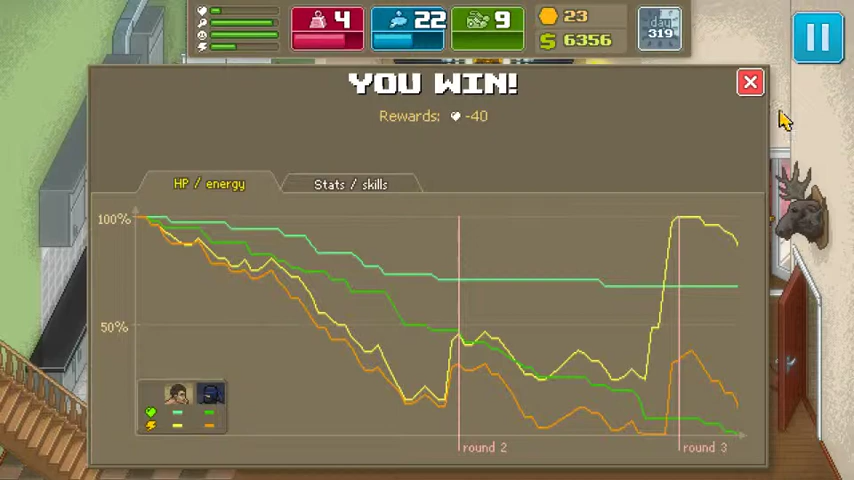 4
22
9
23
$ 6356
day
319
YOU WIN!
Rewards: -40
HP / energy
Stats / skills
100%
50%
round 2
round 3